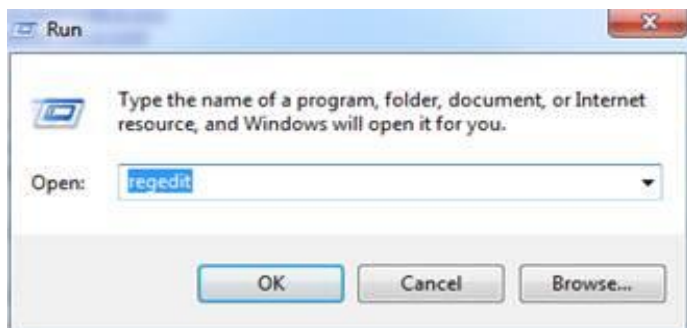 Run
Type the name of a program, folder, document, or Internet
resource, and Windows will open it for you.
Open:
regedit
OK
Cancel
Browse...